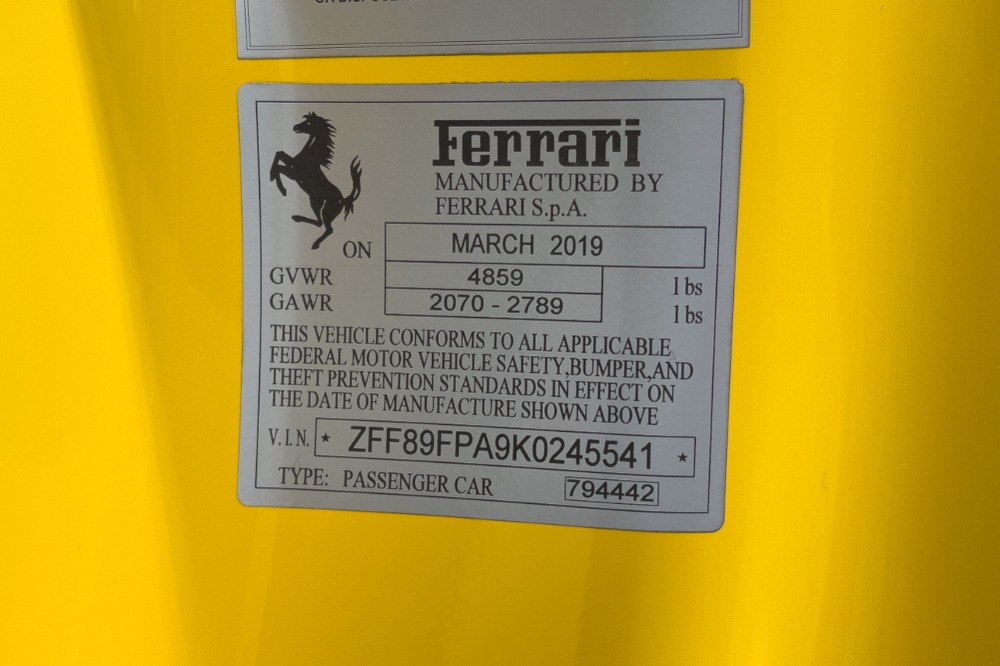 Ferrari
MANUFACTURED BY
FERRARI S.p.A.
ON MARCH 2019
GVWR 4859 lbs
GAWR 2070 - 2789 lbs
THIS VEHICLE CONFORMS TO ALL APPLICABLE
FEDERAL MOTOR VEHICLE SAFETY,BUMPER,AND
THEFT PREVENTION STANDARDS IN EFFECT ON
THE DATE OF MANUFACTURE SHOWN ABOVE
V.I.N. * ZFF89FPA9K0245541 *
TYPE: PASSENGER CAR 794442